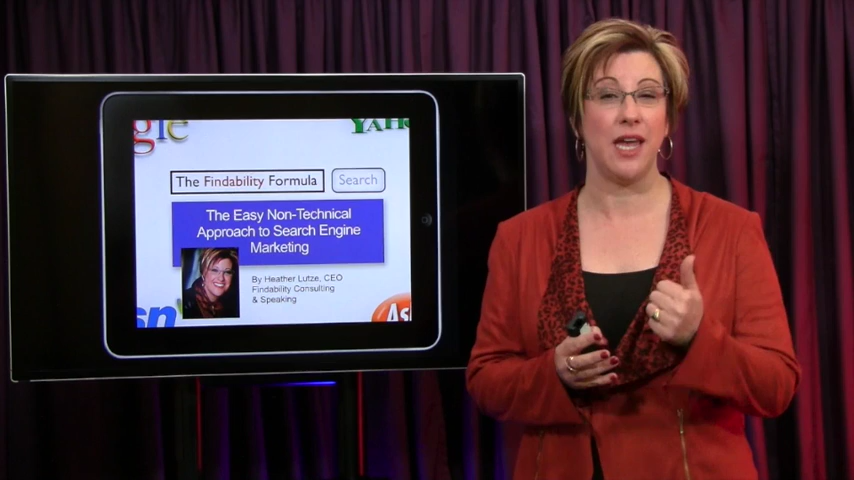 gle
YAHO
The Findability Formula
Search
The Easy Non-Technical
Approach to Search Engine
Marketing
By Heather Lutze, CEO
Findability Consulting
& Speaking
sn
As